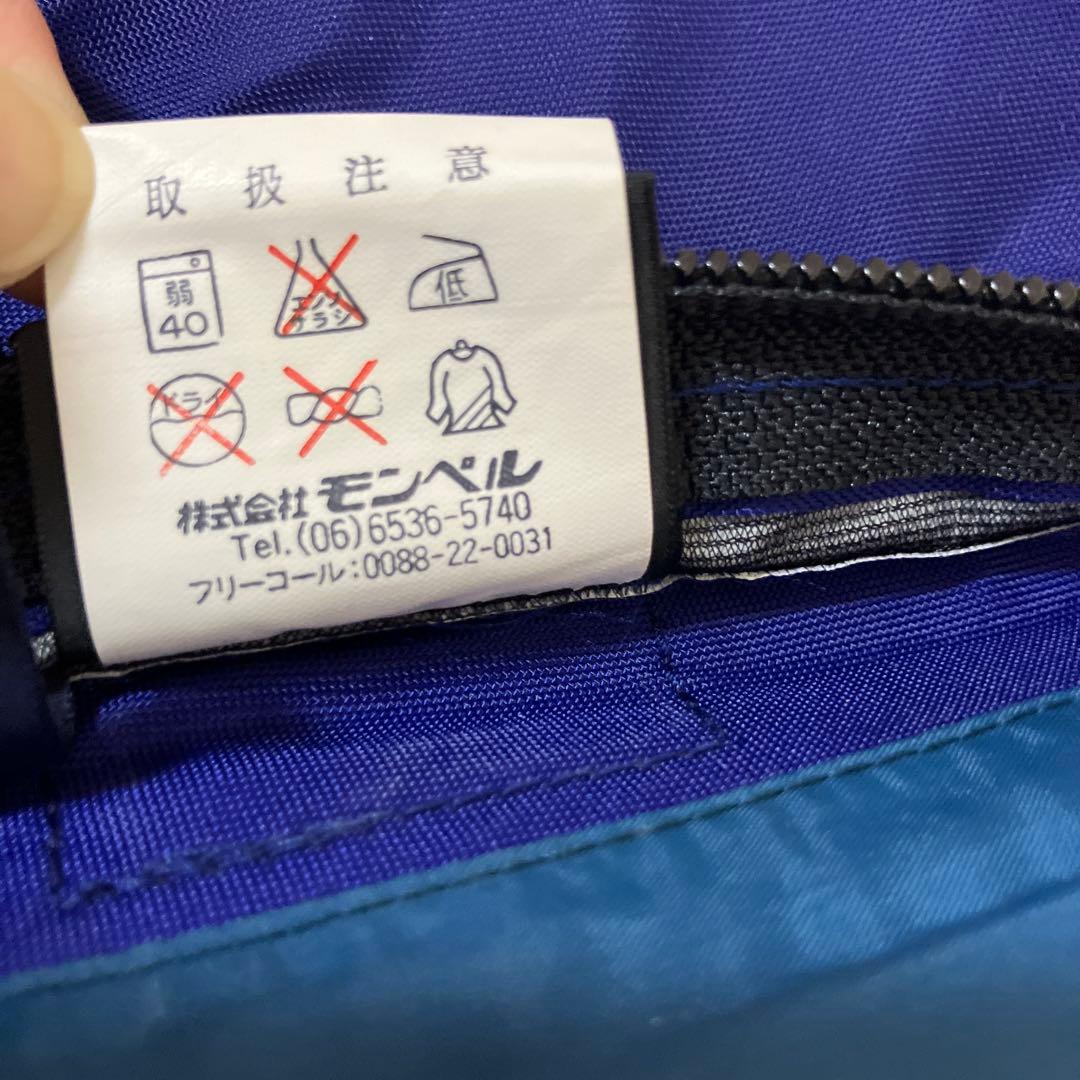 取扱注意
弱
40
エンソ
サラシ
低
ドライ
株式会社モンベル
Tel.(06)6536-5740
フリーコール:0088-22-0031